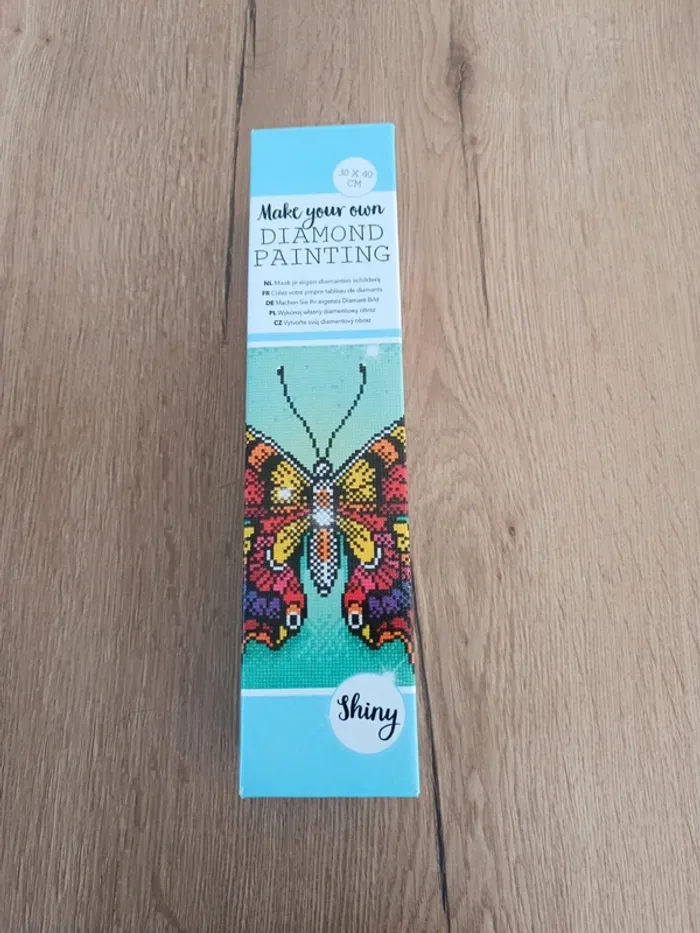 30 X 40
CM
Make your own
DIAMOND
PAINTING
NL Maak je eigen diamanten schilderij
FR Créez votre propre tableau de diamants
DE Machen Sie Ihr eigenes Diamant Bild
PL Wykonaj własny diamentowy obraz
CZ Vytvořte svůj diamantový obraz
Shiny